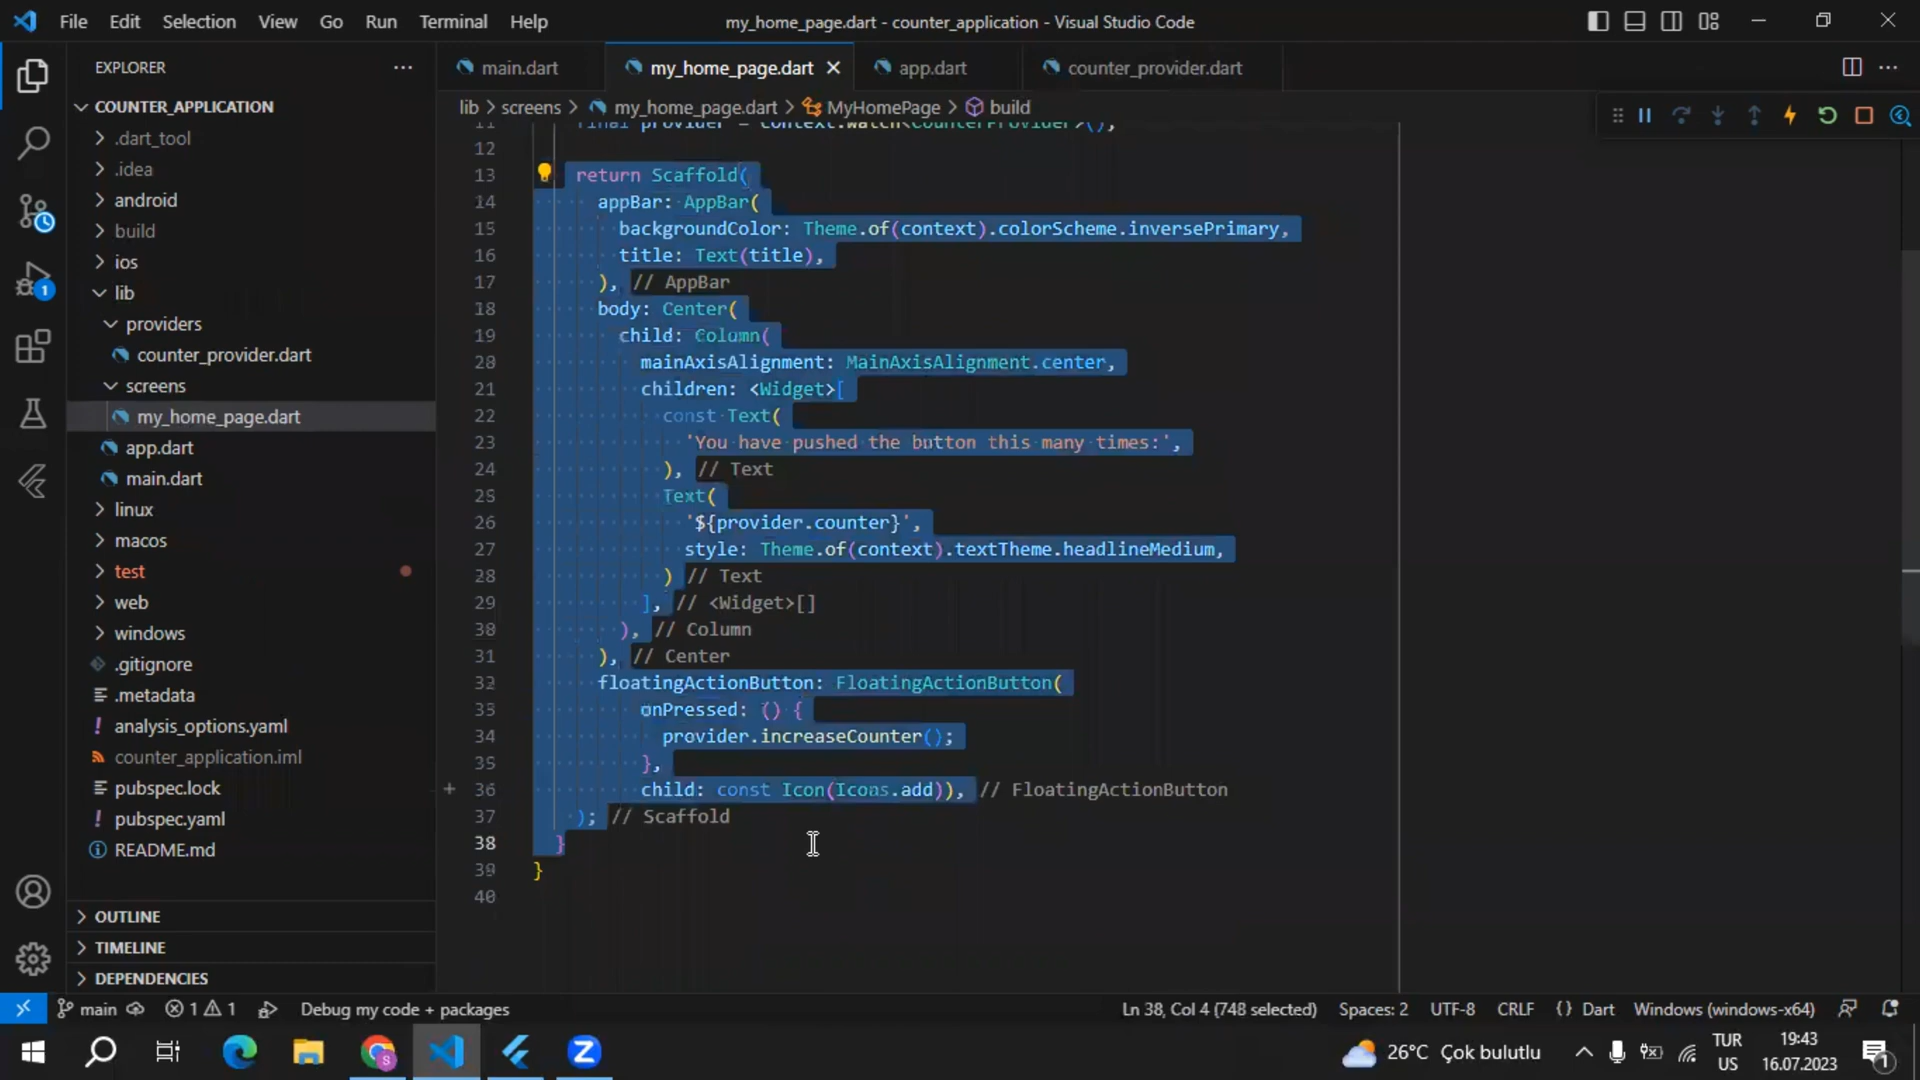 File Edit Selection View Go Run Terminal Help
my_home_page.dart - counter_application - Visual Studio Code
EXPLORER
main.dart my_home_page.dart app.dart counter_provider.dart
COUNTER_APPLICATION
.dart_tool
.idea
android
build
ios
lib
providers
counter_provider.dart
screens
my_home_page.dart
app.dart
main.dart
linux
macos
test
web
windows
.gitignore
.metadata
analysis_options.yaml
counter_application.iml
pubspec.lock
pubspec.yaml
README.md
OUTLINE
TIMELINE
DEPENDENCIES
1
lib > screens > my_home_page.dart > MyHomePage > build
11 final provider = context.watch<CounterProvider>();
12
13 return Scaffold(
14 appBar: AppBar(
15 backgroundColor: Theme.of(context).colorScheme.inversePrimary,
16 title: Text(title),
17 ), // AppBar
18 body: Center(
19 child: Column(
20 mainAxisAlignment: MainAxisAlignment.center,
21 children: <Widget>[
22 const Text(
23 'You have pushed the button this many times:',
24 ), // Text
25 Text(
26 '${provider.counter}',
27 style: Theme.of(context).textTheme.headlineMedium,
28 ) // Text
29 ], // <Widget>[]
30 ), // Column
31 ), // Center
32 floatingActionButton: FloatingActionButton(
33 onPressed: () {
34 provider.increaseCounter();
35 },
36 child: const Icon(Icons.add)), // FloatingActionButton
37 ); // Scaffold
38 }
39 }
40
main 1 1 Debug my code + packages Ln 38, Col 4 (748 selected) Spaces: 2 UTF-8 CRLF {} Dart Windows (windows-x64)
26°C Çok bulutlu
TUR
US
19:43
16.07.2023
1